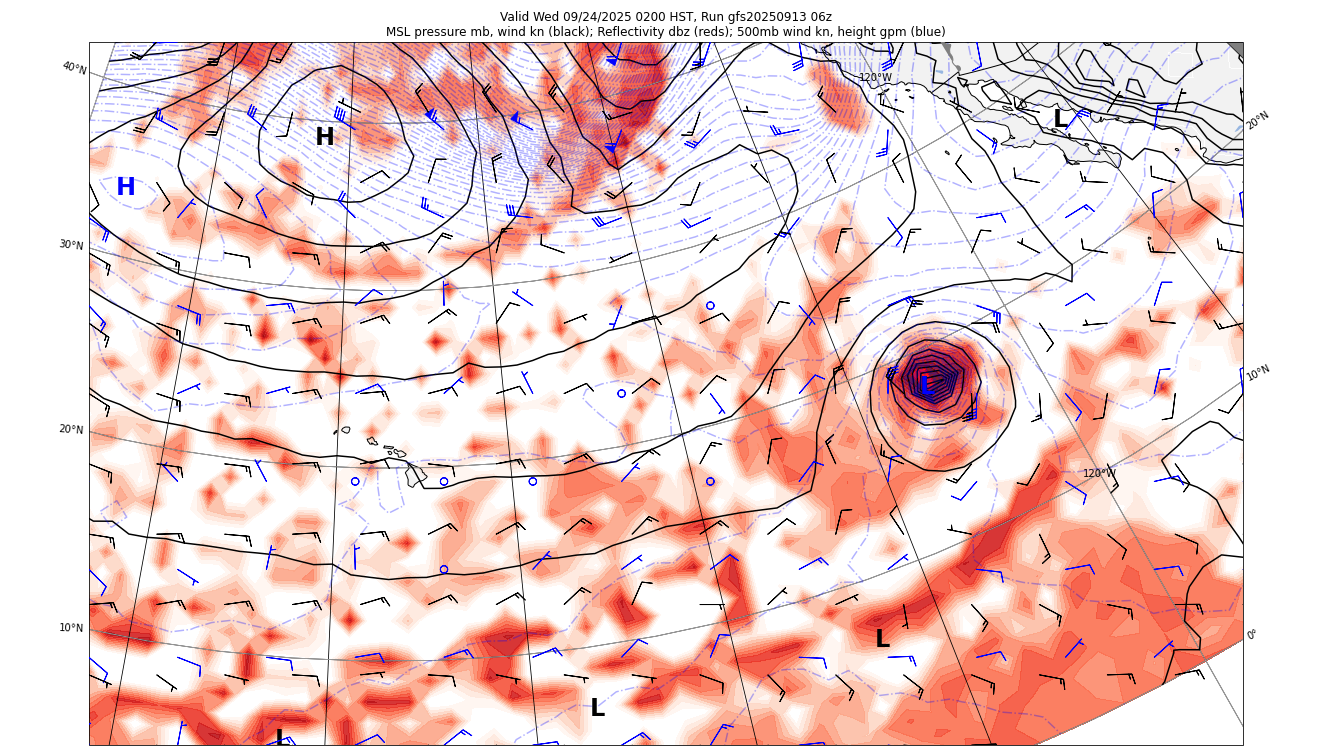 Valid Wed 09/24/2025 0200 HST, Run gfs20250913 06z
MSL pressure mb, wind kn (black); Reflectivity dbz (reds); 500mb wind kn, height gpm (blue)
40°N
120°W
20°N
L
H
H
30°N
10°N
L
20°N
120°W
10°N
0°
L
L
L